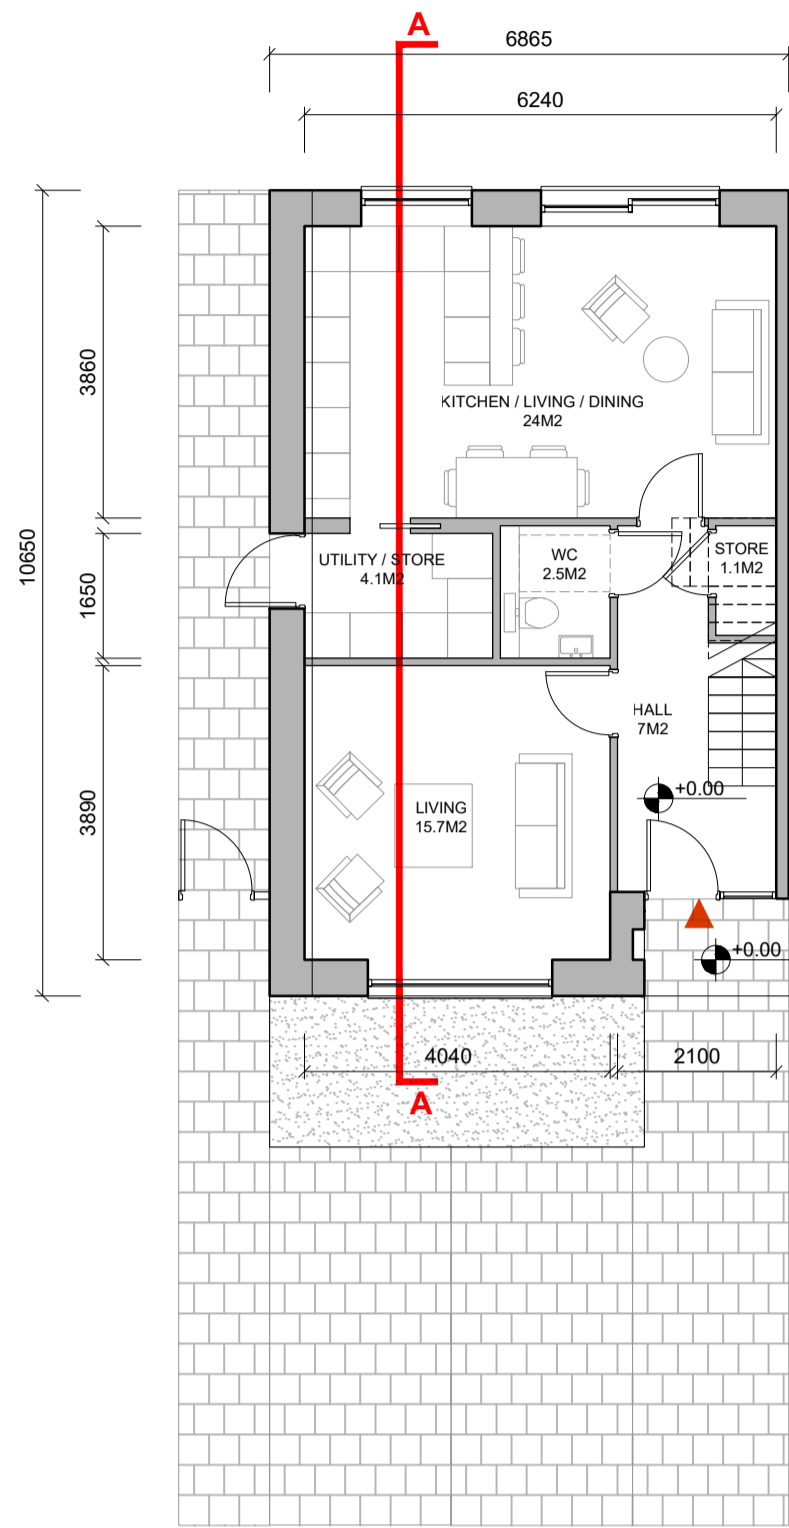 A
6865
6240
10650
3860
1650
3890
KITCHEN / LIVING / DINING
24M2
UTILITY / STORE
4.1M2
WC
2.5M2
STORE
1.1M2
HALL
7M2
+0.00
LIVING
15.7M2
+0.00
4040
2100
A